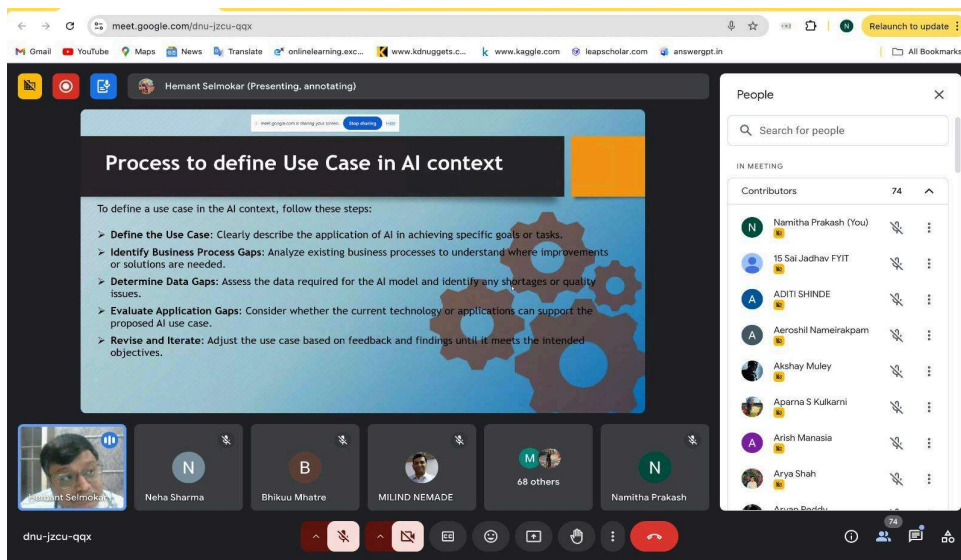 meet.google.com/dnu-jzcu-qqx
N
Relaunch to update
Gmail
YouTube
Maps
News
Translate
onlinelearning.exc...
www.kdnuggets.c...
www.kaggle.com
leapscholar.com
answergpt.in
All Bookmarks
Hemant Selmokar (Presenting, annotating)
meet.google.com is sharing your screen.
Stop sharing
Hide
Process to define Use Case in AI context
To define a use case in the AI context, follow these steps:
➤ Define the Use Case: Clearly describe the application of AI in achieving specific goals or tasks.
➤ Identify Business Process Gaps: Analyze existing business processes to understand where improvements
or solutions are needed.
➤ Determine Data Gaps: Assess the data required for the AI model and identify any shortages or quality
issues.
➤ Evaluate Application Gaps: Consider whether the current technology or applications can support the
proposed AI use case.
➤ Revise and Iterate: Adjust the use case based on feedback and findings until it meets the intended
objectives.
People
Search for people
IN MEETING
Contributors 74
N
Namitha Prakash (You)
15 Sai Jadhav FYIT
A
ADITI SHINDE
A
Aeroshil Nameirakpam
Akshay Muley
Aparna S Kulkarni
A
Arish Manasia
Arya Shah
Hemant Selmokar
N
Neha Sharma
B
Bhikuu Mhatre
MILIND NEMADE
M
68 others
N
Namitha Prakash
dnu-jzcu-qqx
CC
74